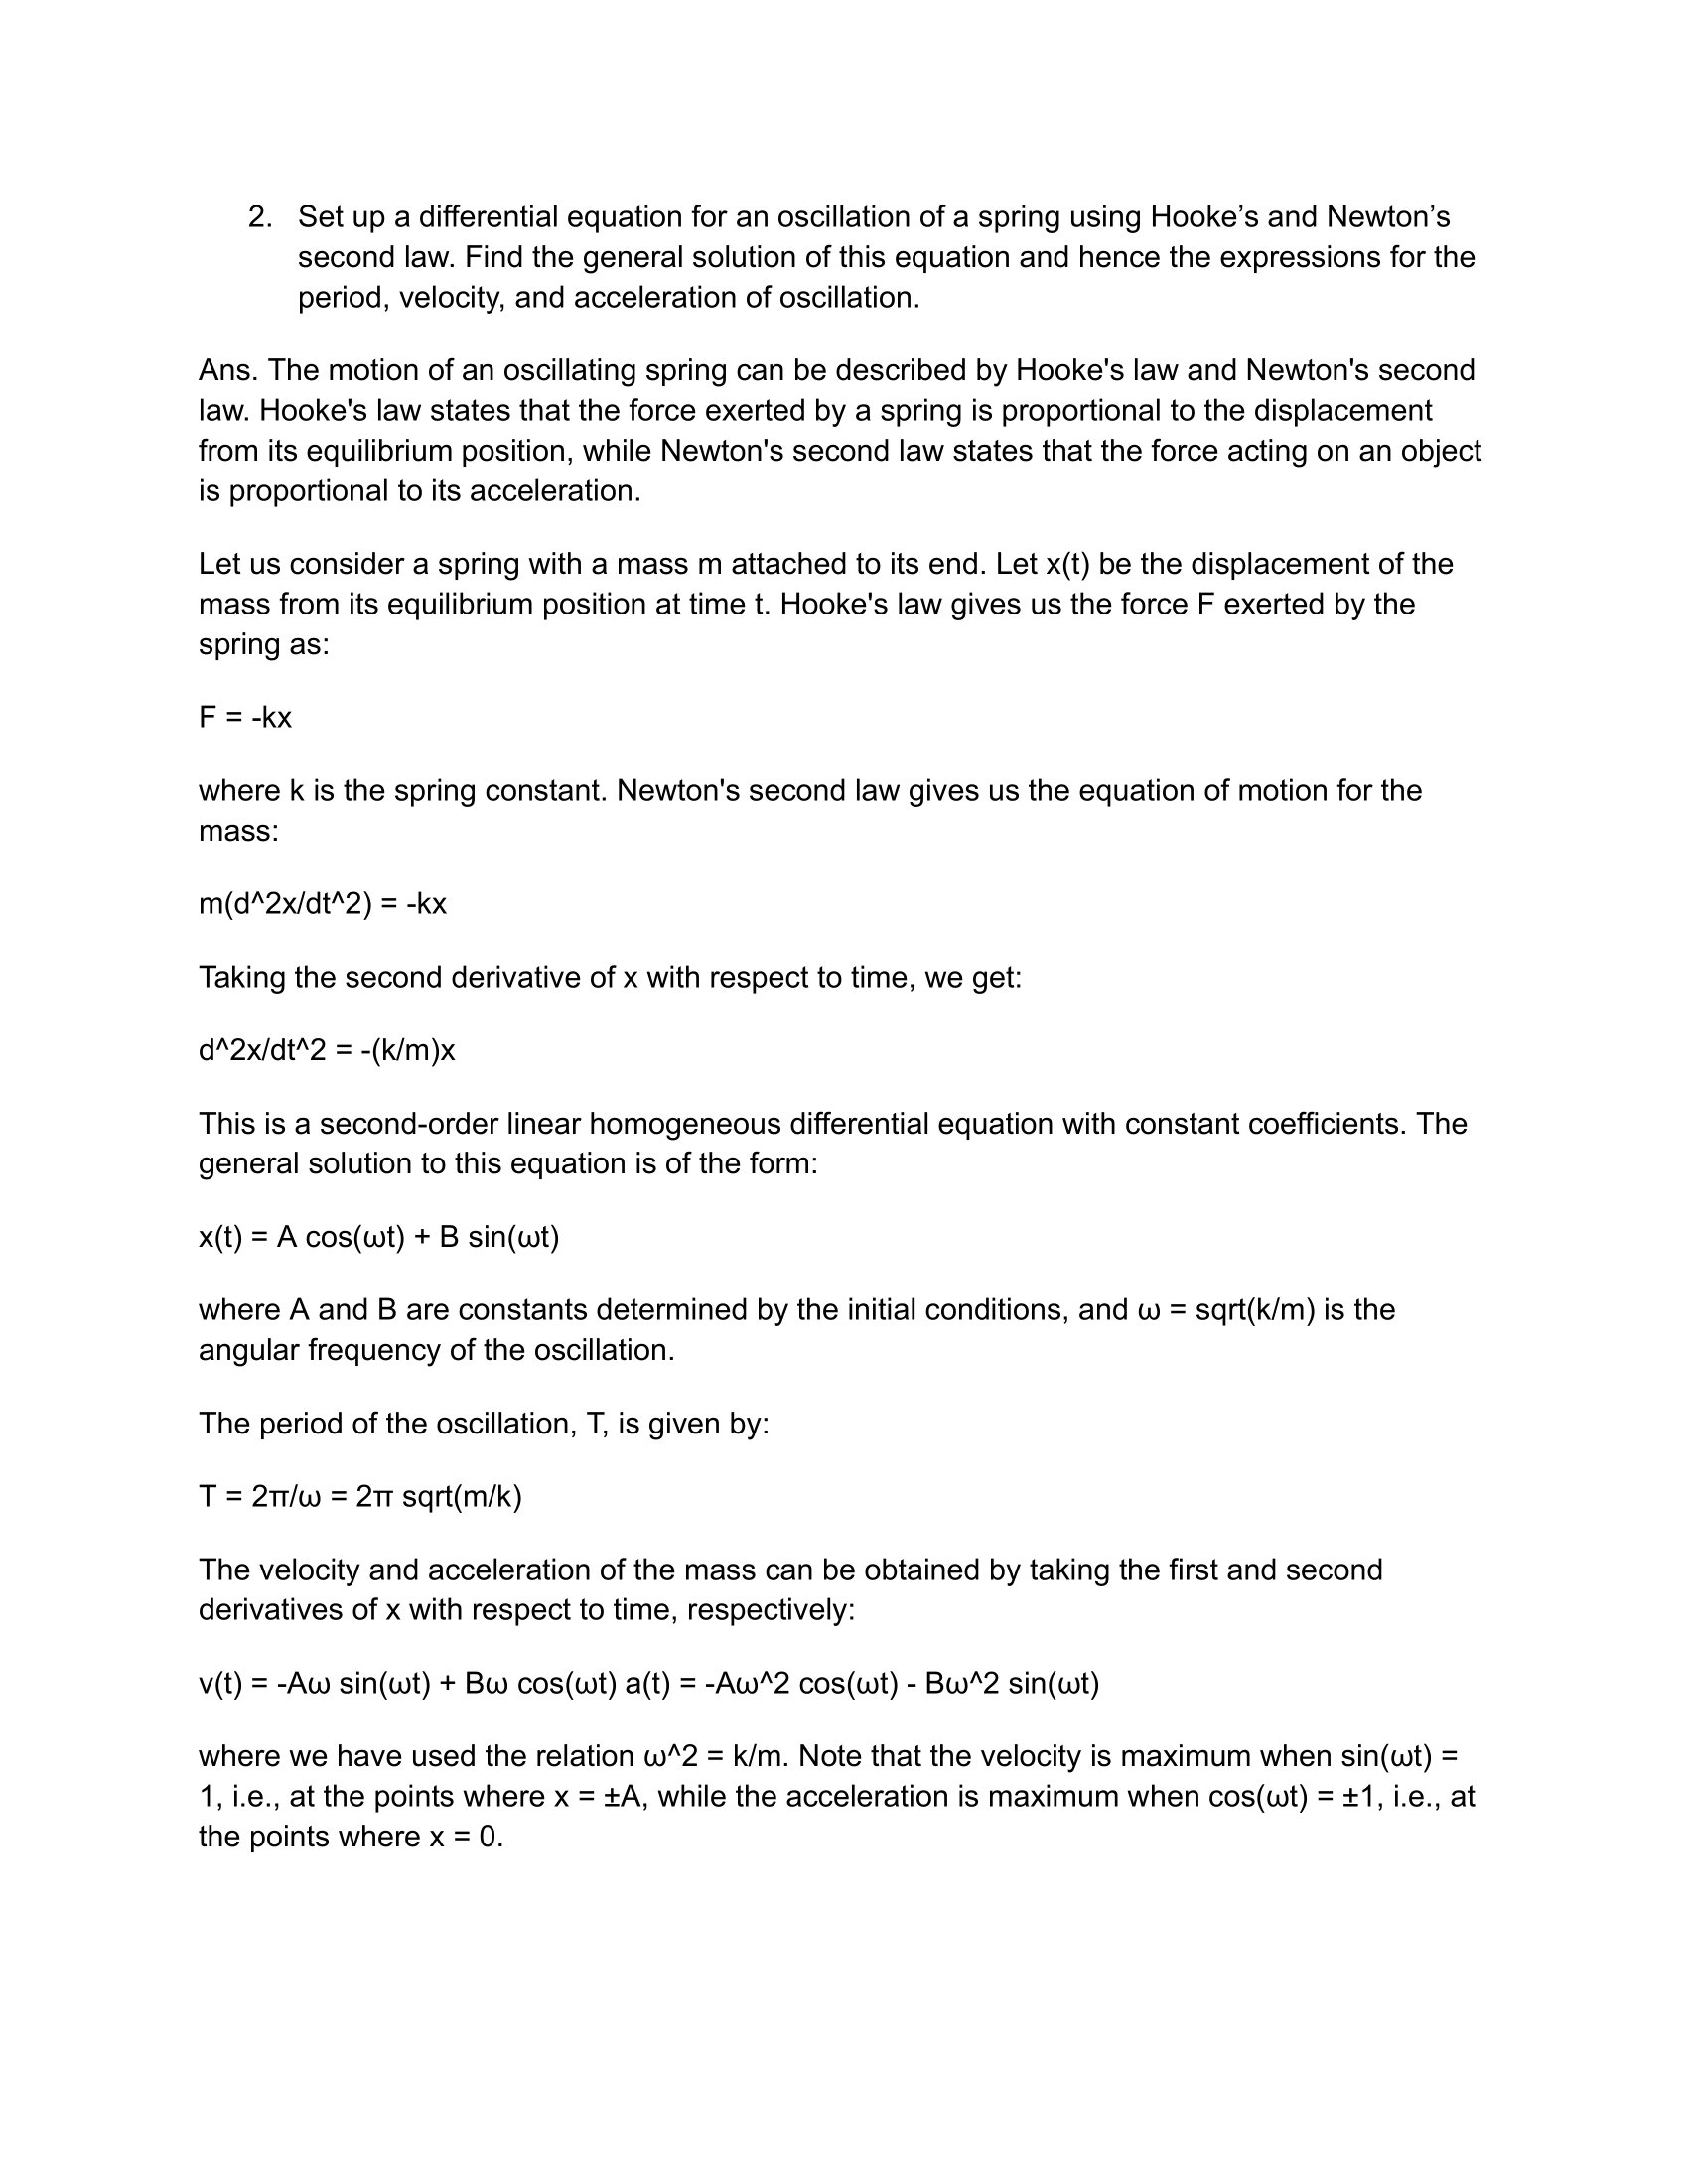 2. Set up a differential equation for an oscillation of a spring using Hooke’s and Newton’s
second law. Find the general solution of this equation and hence the expressions for the
period, velocity, and acceleration of oscillation.
Ans. The motion of an oscillating spring can be described by Hooke's law and Newton's second
law. Hooke's law states that the force exerted by a spring is proportional to the displacement
from its equilibrium position, while Newton's second law states that the force acting on an object
is proportional to its acceleration.
Let us consider a spring with a mass m attached to its end. Let x(t) be the displacement of the
mass from its equilibrium position at time t. Hooke's law gives us the force F exerted by the
spring as:
F = -kx
where k is the spring constant. Newton's second law gives us the equation of motion for the
mass:
m(d^2x/dt^2) = -kx
Taking the second derivative of x with respect to time, we get:
d^2x/dt^2 = -(k/m)x
This is a second-order linear homogeneous differential equation with constant coefficients. The
general solution to this equation is of the form:
x(t) = A cos(ωt) + B sin(ωt)
where A and B are constants determined by the initial conditions, and ω = sqrt(k/m) is the
angular frequency of the oscillation.
The period of the oscillation, T, is given by:
T = 2π/ω = 2π sqrt(m/k)
The velocity and acceleration of the mass can be obtained by taking the first and second
derivatives of x with respect to time, respectively:
v(t) = -Aω sin(ωt) + Bω cos(ωt) a(t) = -Aω^2 cos(ωt) - Bω^2 sin(ωt)
where we have used the relation ω^2 = k/m. Note that the velocity is maximum when sin(ωt) =
1, i.e., at the points where x = ±A, while the acceleration is maximum when cos(ωt) = ±1, i.e., at
the points where x = 0.